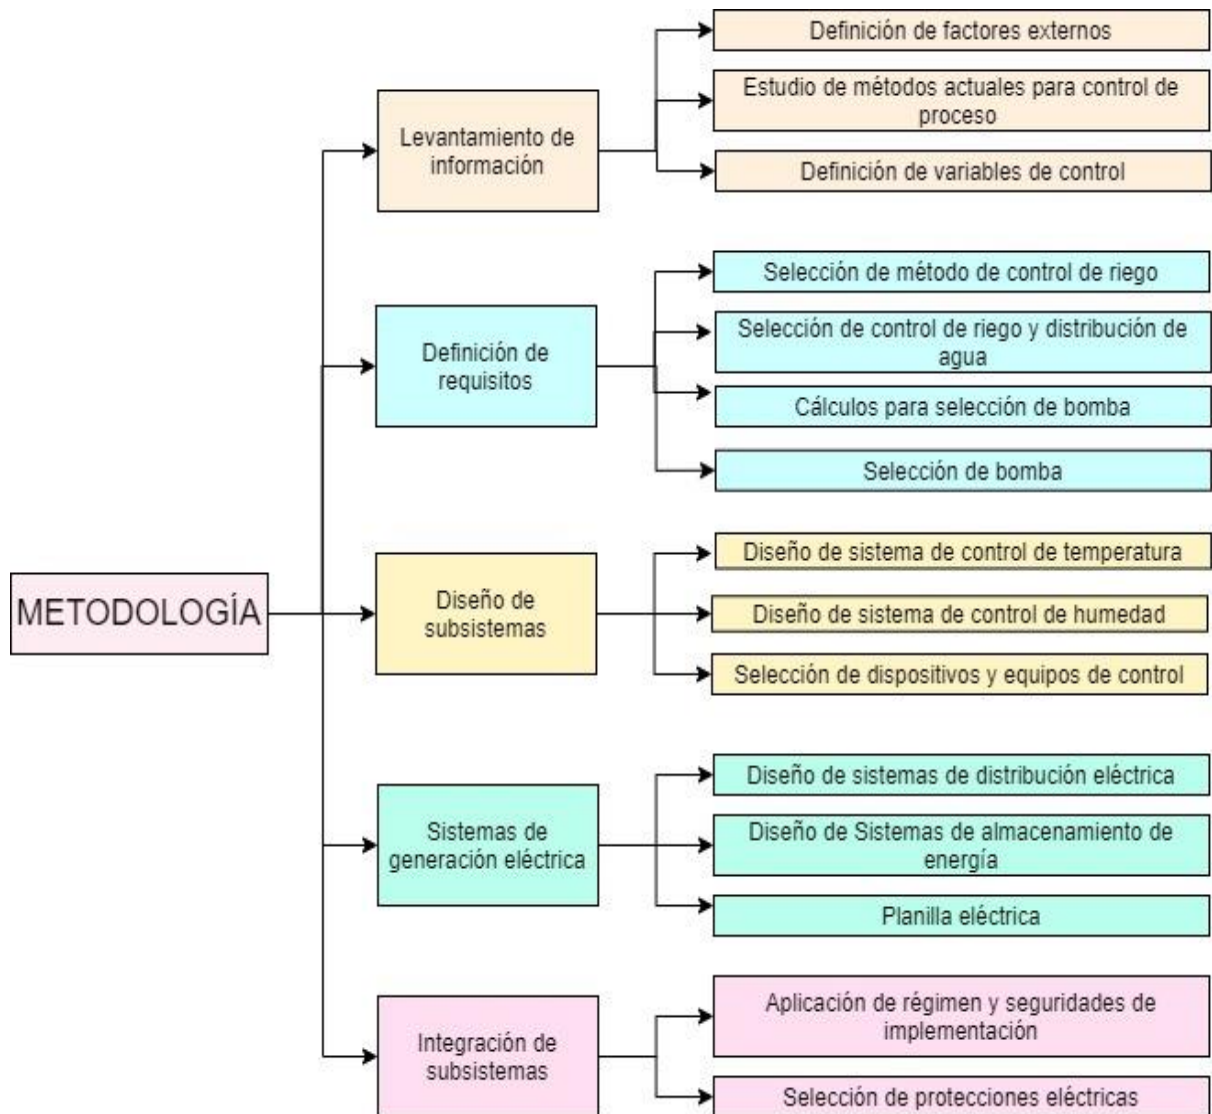 METODOLOGÍA
Levantamiento de
información
Definición de factores externos
Estudio de métodos actuales para control de
proceso
Definición de variables de control
Definición de
requisitos
Selección de método de control de riego
Selección de control de riego y distribución de
agua
Cálculos para selección de bomba
Selección de bomba
Diseño de
subsistemas
Diseño de sistema de control de temperatura
Diseño de sistema de control de humedad
Selección de dispositivos y equipos de control
Sistemas de
generación eléctrica
Diseño de sistemas de distribución eléctrica
Diseño de Sistemas de almacenamiento de
energía
Planilla eléctrica
Integración de
subsistemas
Aplicación de régimen y seguridades de
implementación
Selección de protecciones eléctricas